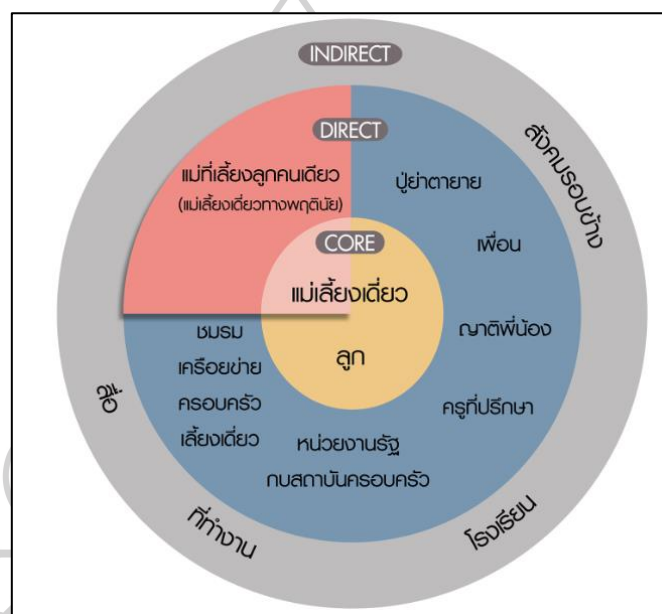 INDIRECT
DIRECT
แม่ที่เลี้ยงลูกคนเดียว
(แม่เลี้ยงเดี่ยวทางพฤตินัย)
ปู่ย่าตายาย
สังคมรอบข้าง
CORE
เพื่อน
แม่เลี้ยงเดี่ยว
ลูก
ญาติพี่น้อง
ครูที่ปรึกษา
ชมรม
เครือยข่าย
ครอบครัว
เลี้ยงเดี่ยว
หน่วยงานรัฐ
กบสถาบันครอบครัว
สื่อ
ที่ทำงาน
โรงเรียน